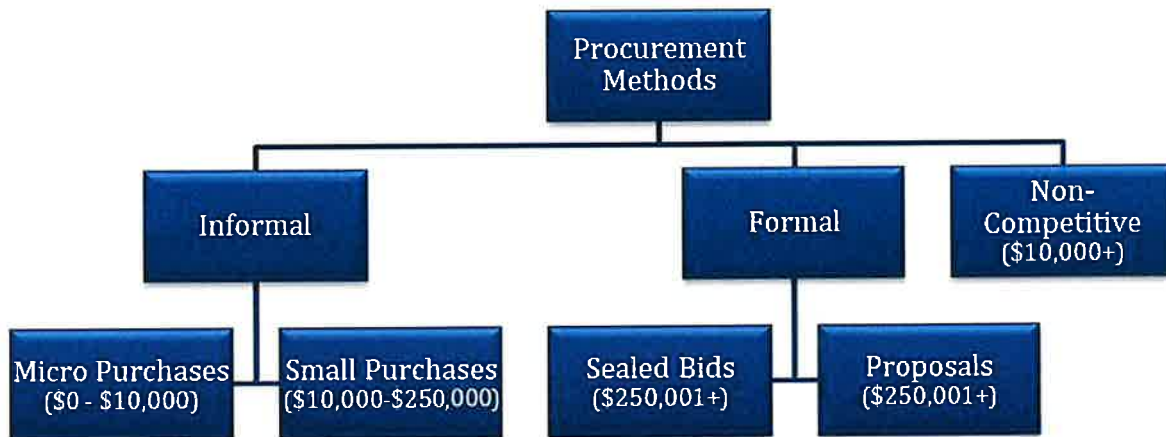 Procurement
Methods
Informal
Formal
Non-
Competitive
($10,000+)
Micro Purchases
($0 - $10,000)
Small Purchases
($10,000-$250,000)
Sealed Bids
($250,001+)
Proposals
($250,001+)